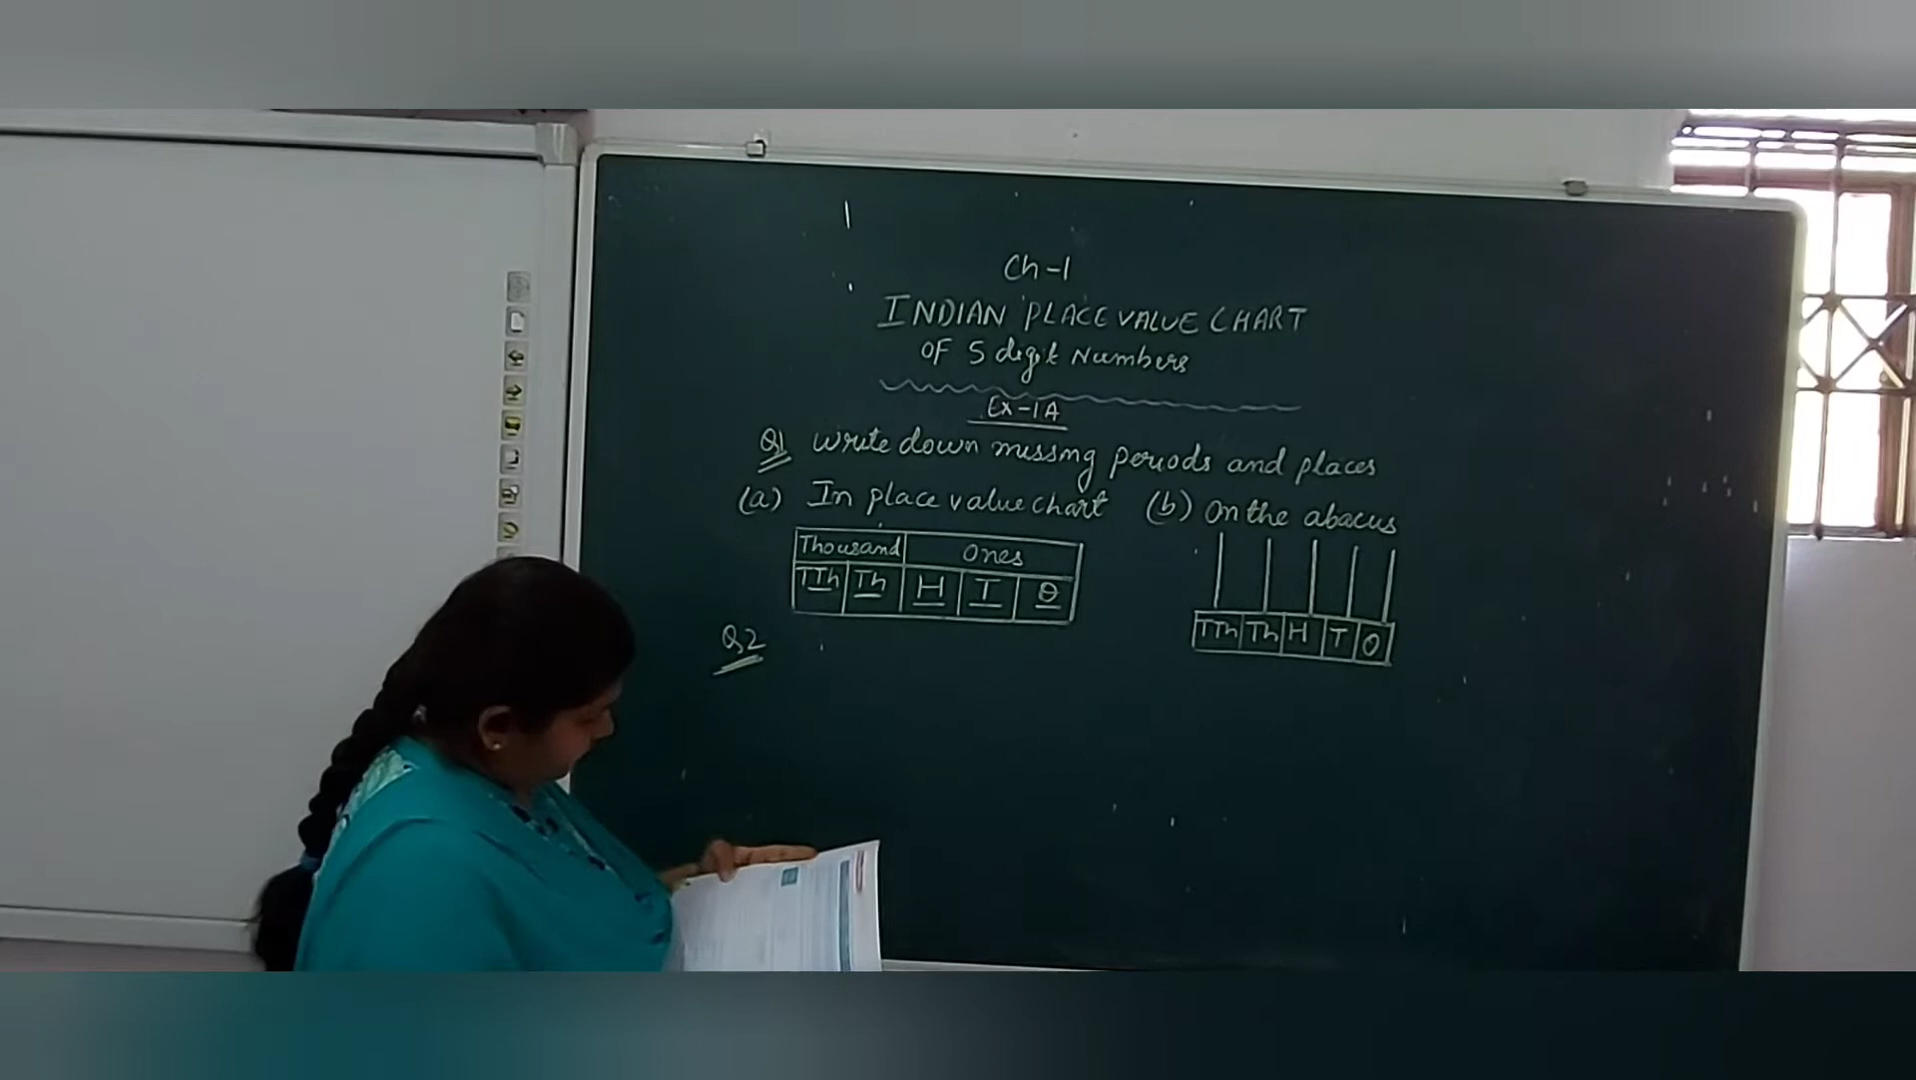 Ch-1
INDIAN PLACE VALUE CHART
OF 5 digit Numbers
Ex-1A
Q1 write down missing periods and places
(a) In place value chart (b) On the abacus
Thousand Ones
TTh Th H T O
TTh Th H T O
Q2